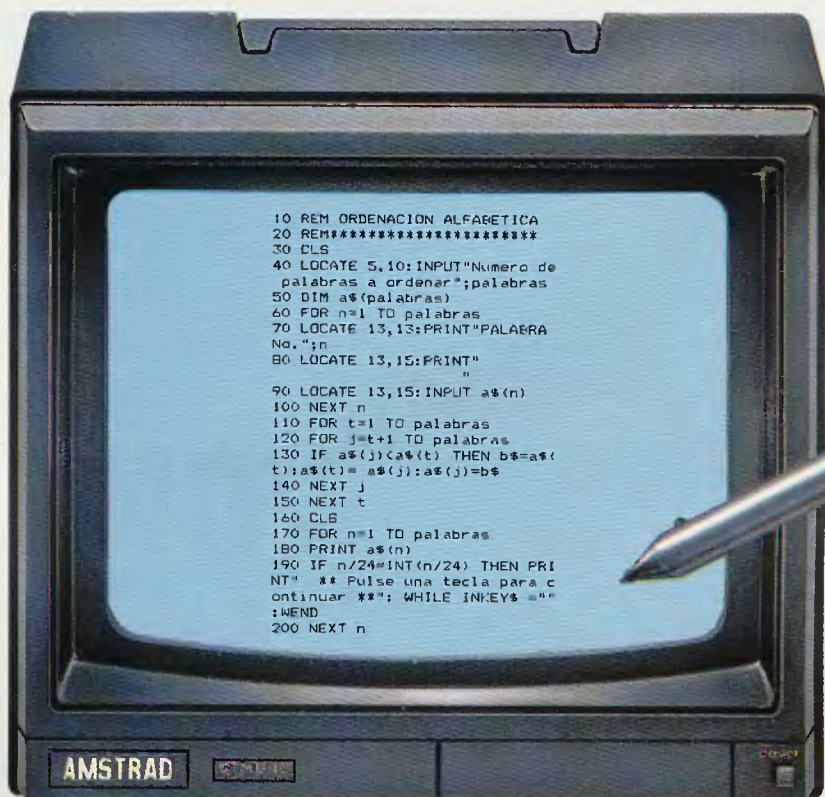 10 REM ORDENACION ALFABETICA
20 REM**********************
30 CLS
40 LOCATE 5,10:INPUT"Numero de
 palabras a ordenar";palabras
50 DIM a$(palabras)
60 FOR n=1 TO palabras
70 LOCATE 13,13:PRINT"PALABRA
No.";n
80 LOCATE 13,15:PRINT"
"
90 LOCATE 13,15:INPUT a$(n)
100 NEXT n
110 FOR t=1 TO palabras
120 FOR j=t+1 TO palabras
130 IF a$(j)<a$(t) THEN b$=a$(
t):a$(t)= a$(j):a$(j)=b$
140 NEXT j
150 NEXT t
160 CLS
170 FOR n=1 TO palabras
180 PRINT a$(n)
190 IF n/24=INT(n/24) THEN PRI
NT"  ** Pulse una tecla para c
ontinuar **": WHILE INKEY$ =""
:WEND
200 NEXT n
AMSTRAD